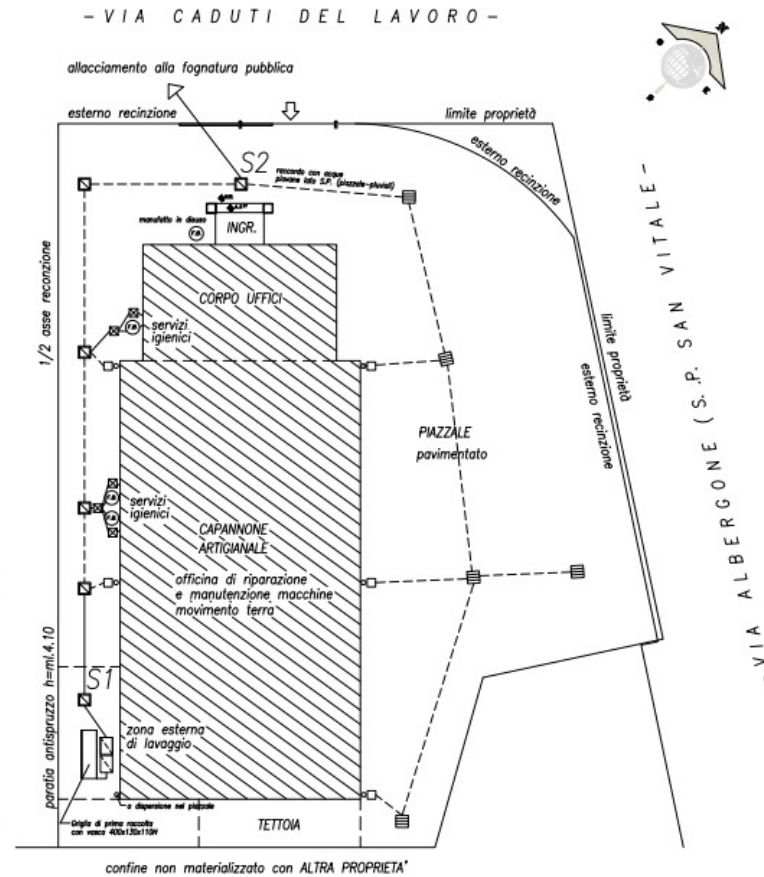 - VIA CADUTI DEL LAVORO -
allacciamento alla fognatura pubblica
esterno recinzione
limite proprietà
esterno recinzione
S2
raccordo con acque
piovane lato S.P. (piazzale-pluviali)
manufatto in disuso
F.B.
INGR.
CORPO UFFICI
F.B.
servizi
igienici
1/2 asse reconzione
limite proprietà
esterno recinzione
- VIA ALBERGONE (S.P. SAN VITALE -
PIAZZALE
pavimentato
F.B.
F.B.
servizi
igienici
CAPANNONE
ARTIGIANALE
officina di riparazione
e manutenzione macchine
movimento terra
S1
paratia antispruzzo h=ml.4.10
zona esterna
di lavaggio
a dispersione nel piazzale
Griglia di prima raccolta
con vasca 400x130x110H
TETTOIA
confine non materializzato con ALTRA PROPRIETA'